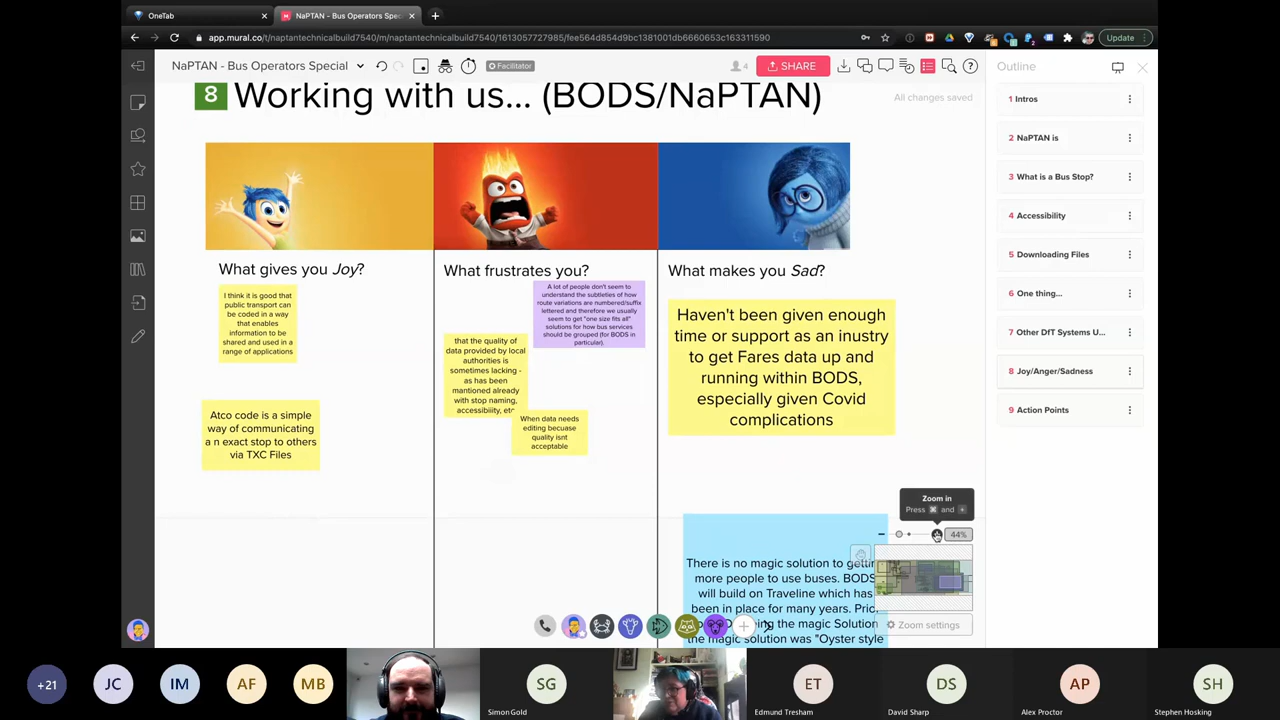 OneTab
NaPTAN - Bus Operators Spec
app.mural.co/t/naptantechnicalbuild7540/m/naptantechnicalbuild7540/1613057727985/fee564d854d9bc1381001db6660653c163311590
Update
NaPTAN - Bus Operators Special
Facilitator
4
SHARE
Outline
8 Working with us... (BODS/NaPTAN)
All changes saved
1 Intros
2 NaPTAN is
3 What is a Bus Stop?
4 Accessibility
5 Downloading Files
6 One thing...
7 Other DfT Systems U...
8 Joy/Anger/Sadness
9 Action Points
What gives you Joy?
I think it is good that
public transport can
be coded in a way
that enables
information to be
shared and used in a
range of applications
Atco code is a simple
way of communicating
a n exact stop to others
via TXC Files
What frustrates you?
A lot of people don't seem to
understand the subtleties of how
route variations are numbered/suffix
lettered and therefore we usually
seem to get "one size fits all"
solutions for how bus services
should be grouped (for BODS in
particular).
that the quality of
data provided by local
authorities is
sometimes lacking -
as has been
mantioned already
with stop naming,
accessibility, etc
When data needs
editing becuase
quality isnt
acceptable
What makes you Sad?
Haven't been given enough
time or support as an inustry
to get Fares data up and
running within BODS,
especially given Covid
complications
There is no magic solution to getti
more people to use buses. BODS
will build on Traveline which has
been in place for many years. Prio
ing the magic Solution
the magic solution was "Oyster style
Zoom in
Press ⌘ and +
44%
Zoom settings
+21
JC
IM
AF
MB
SG
Simon Gold
ET
Edmund Tresham
DS
David Sharp
AP
Alex Proctor
SH
Stephen Hosking